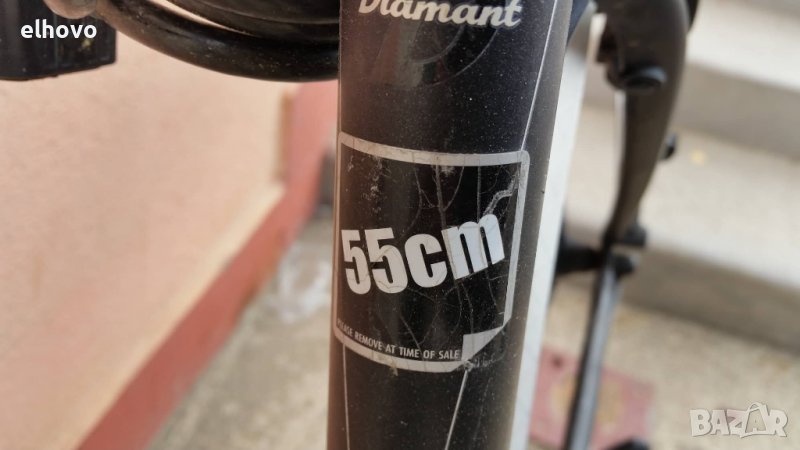 elhovo
Diamant
55cm
PLEASE REMOVE AT TIME OF SALE
BAZAR